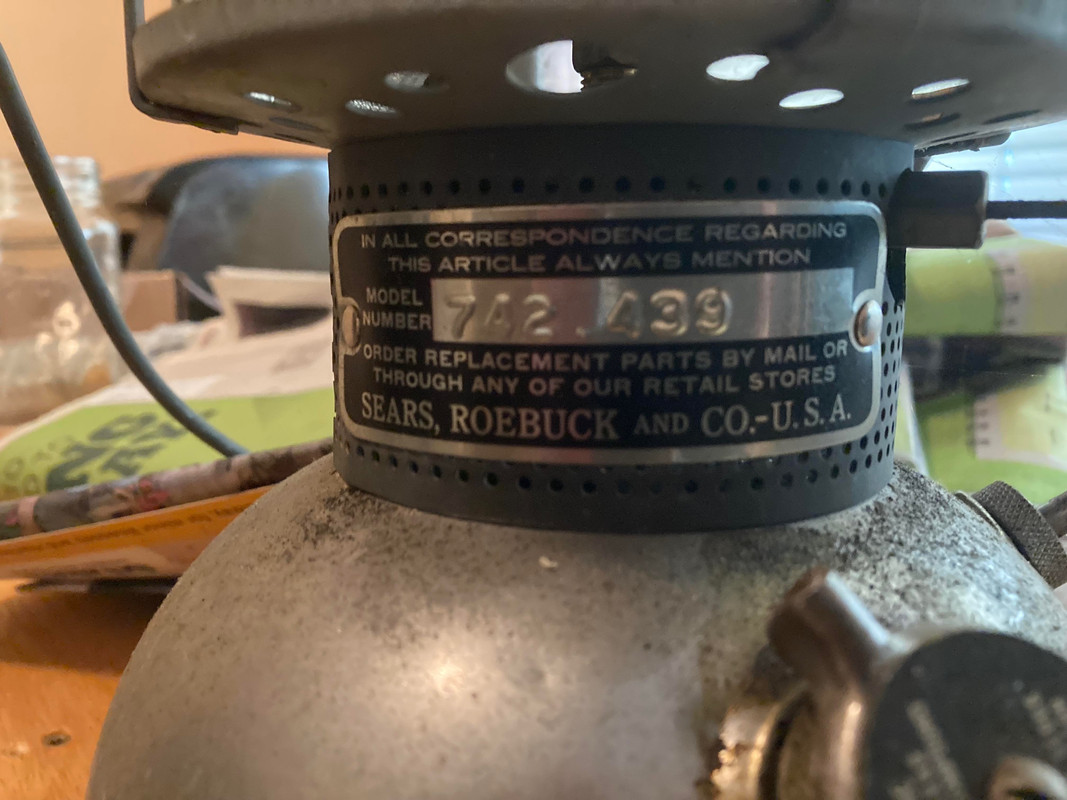 IN ALL CORRESPONDENCE REGARDING
THIS ARTICLE ALWAYS MENTION
MODEL
NUMBER
742.439
ORDER REPLACEMENT PARTS BY MAIL OR
THROUGH ANY OF OUR RETAIL STORES
SEARS, ROEBUCK AND CO.-U.S.A.